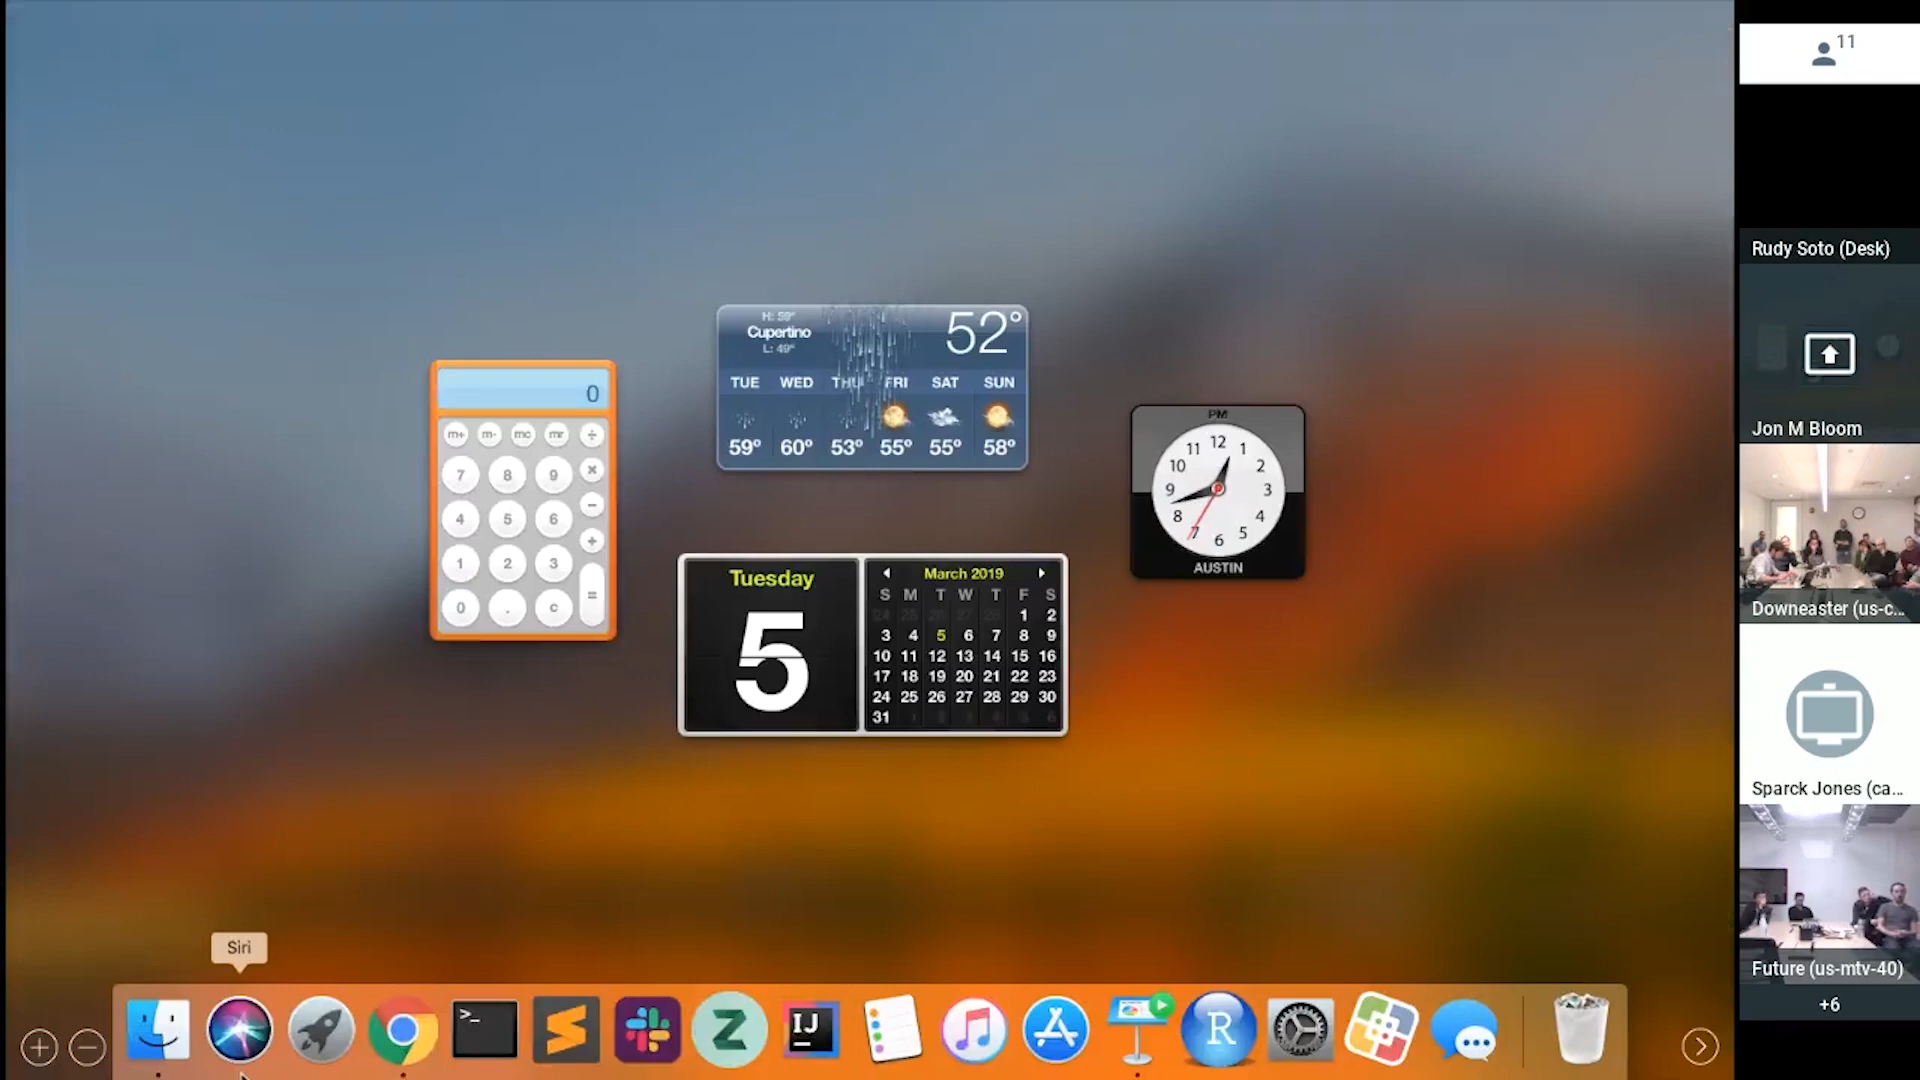 11
Rudy Soto (Desk)
Jon M Bloom
Downeaster (us-c...
Sparck Jones (ca...
Future (us-mtv-40)
+6
H: 59°
Cupertino
L: 49°
52°
TUE WED THU FRI SAT SUN
59° 60° 53° 55° 55° 58°
0
m+ m- mc mr ÷
7 8 9 ×
4 5 6 −
1 2 3 +
0 . c =
PM
12
11 1
10 2
9 3
8 4
7 5
6
AUSTIN
Tuesday
5
March 2019
S M T W T F S
1 2
3 4 5 6 7 8 9
10 11 12 13 14 15 16
17 18 19 20 21 22 23
24 25 26 27 28 29 30
31
Siri
>_
Z
IJ
R